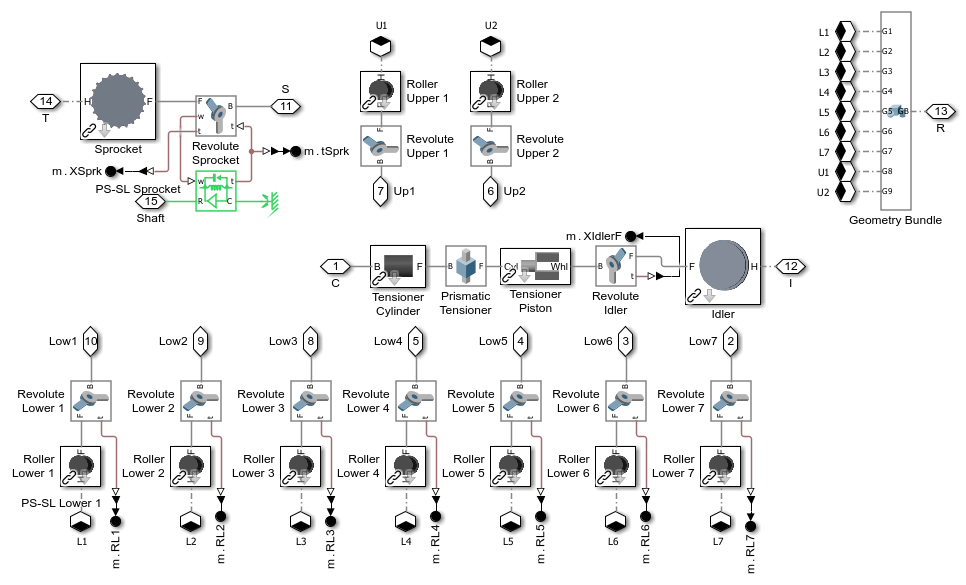 U1
U2
14
T
H
F
Sprocket
F
w
t
B
t
Revolute
Sprocket
S
11
m.tSprk
m.XSprk
PS-SL Sprocket
15
Shaft
w
t
R
C
H
Roller
Upper 1
F
Revolute
Upper 1
B
7
Up1
H
Roller
Upper 2
F
Revolute
Upper 2
B
6
Up2
L1
G1
L2
G2
L3
G3
L4
G4
L5
G5
GB
13
R
L6
G6
L7
G7
U1
G8
U2
G9
Geometry Bundle
1
C
B
F
Tensioner
Cylinder
B
F
Prismatic
Tensioner
Cyl
Whl
Tensioner
Piston
m.XIdlerF
B
F
t
Revolute
Idler
F
H
Idler
12
I
Low1
10
Low2
9
Low3
8
Low4
5
Low5
4
Low6
3
Low7
2
Revolute
Lower 1
B
F
t
Revolute
Lower 2
B
F
t
Revolute
Lower 3
B
F
t
Revolute
Lower 4
B
F
t
Revolute
Lower 5
B
F
t
Revolute
Lower 6
B
F
t
Revolute
Lower 7
B
F
t
Roller
Lower 1
F
H
Roller
Lower 2
F
H
Roller
Lower 3
F
H
Roller
Lower 4
F
H
Roller
Lower 5
F
H
Roller
Lower 6
F
H
Roller
Lower 7
F
H
PS-SL Lower 1
L1
m.RL1
L2
m.RL2
L3
m.RL3
L4
m.RL4
L5
m.RL5
L6
m.RL6
L7
m.RL7